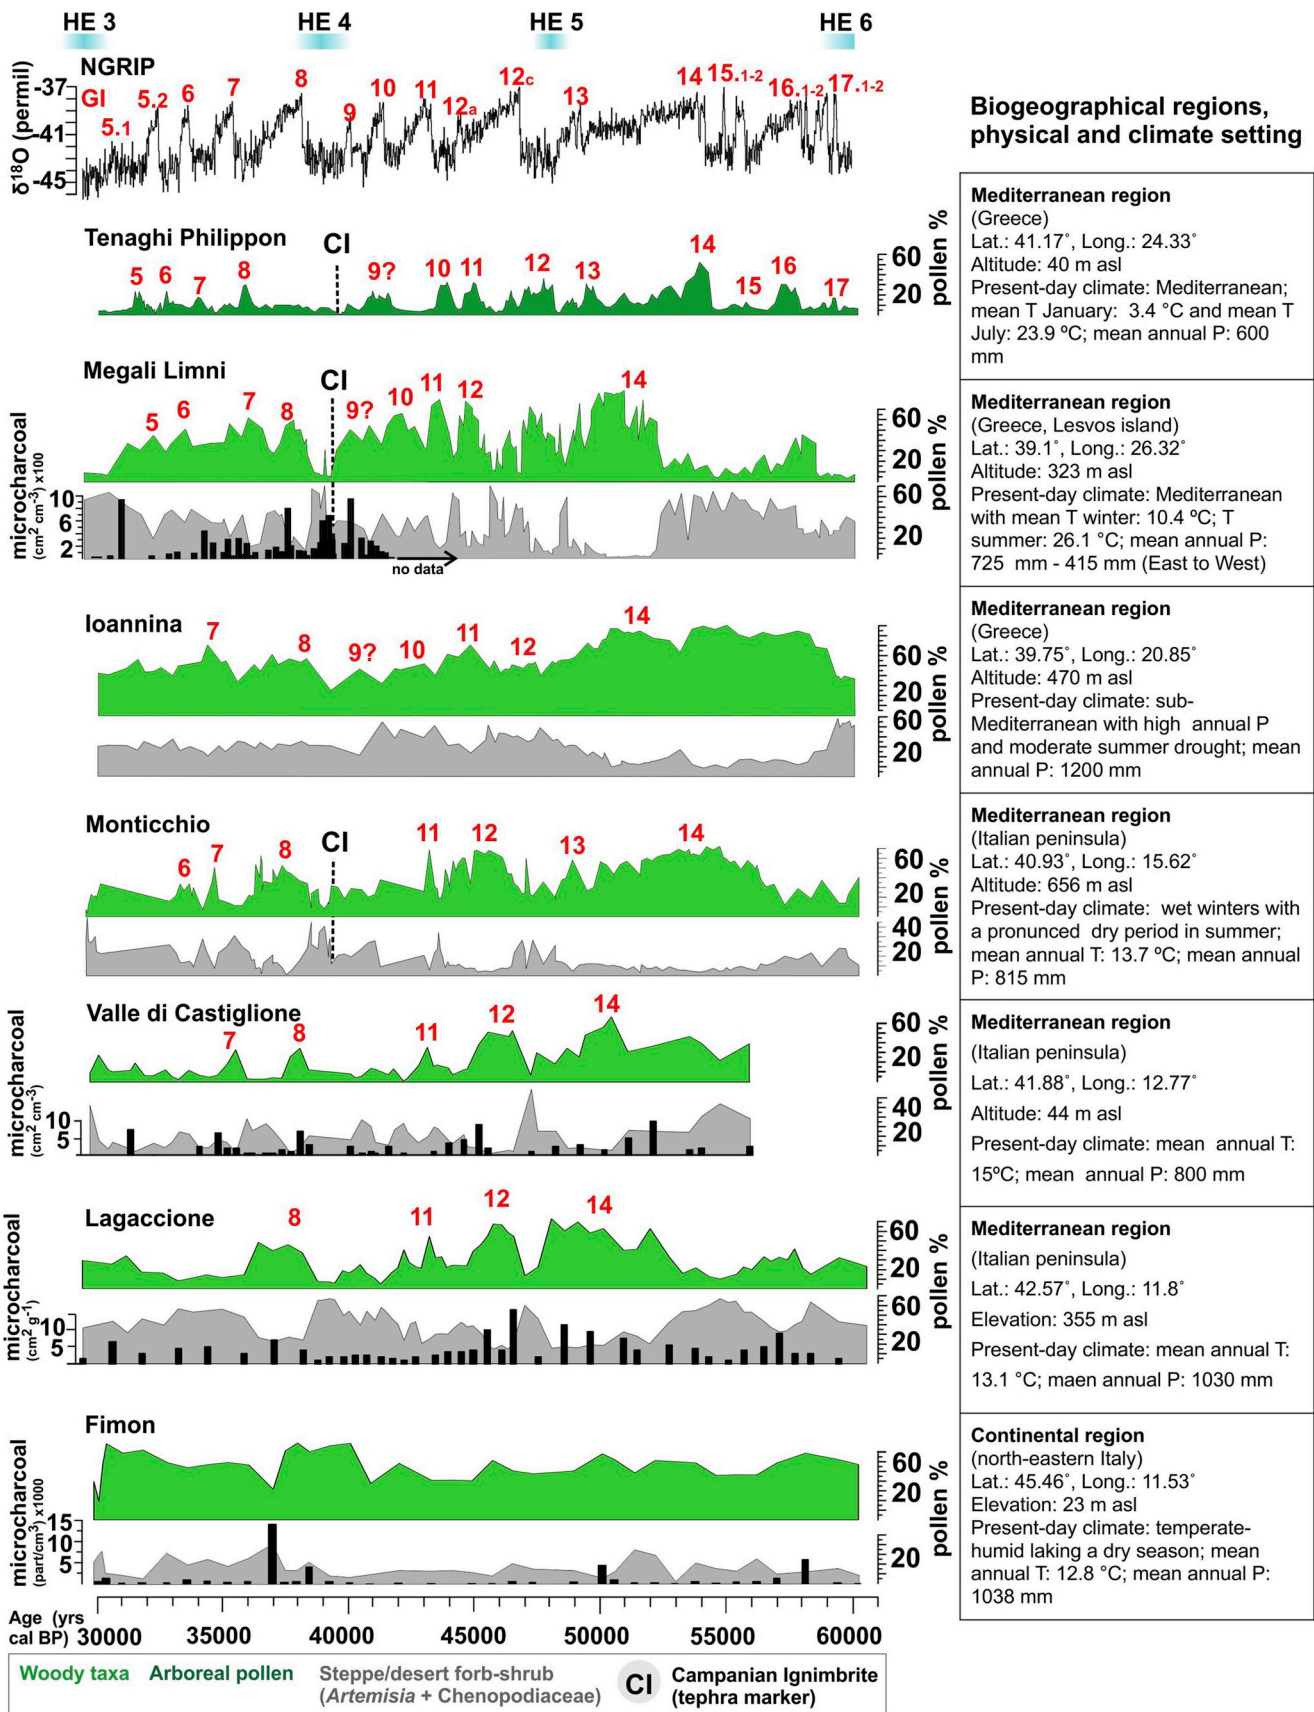 HE 3 HE 4 HE 5 HE 6
NGRIP
GI
5.1 5.2 6 7 8 9 10 11 12a 12c 13 14 15.1-2 16.1-2 17.1-2
δ18O (permil)
-37
-41
-45
Tenaghi Philippon
CI
5 6 7 8 9? 10 11 12 13 14 15 16 17
60
20
pollen %
Megali Limni
CI
5 6 7 8 9? 10 11 12 14
60
20
pollen %
microcharcoal
(cm2 cm-3) x100
10
6
2
no data
60
20
Ioannina
7 8 9? 10 11 12 14
60
20
pollen %
60
20
Monticchio
CI
6 7 8 11 12 13 14
60
20
pollen %
40
20
Valle di Castiglione
7 8 11 12 14
60
20
pollen %
microcharcoal
(cm2 cm-3)
10
5
40
20
Lagaccione
8 11 12 14
60
20
pollen %
microcharcoal
(cm2 g-1)
10
5
60
20
Fimon
60
20
pollen %
microcharcoal
(part/cm3) x1000
15
10
5
20
Age (yrs
cal BP)
30000 35000 40000 45000 50000 55000 60000
Woody taxa
Arboreal pollen
Steppe/desert forb-shrub
(Artemisia + Chenopodiaceae)
CI
Campanian Ignimbrite
(tephra marker)
Biogeographical regions,
physical and climate setting
Mediterranean region
(Greece)
Lat.: 41.17˚, Long.: 24.33˚
Altitude: 40 m asl
Present-day climate: Mediterranean;
mean T January: 3.4 °C and mean T
July: 23.9 ºC; mean annual P: 600
mm
Mediterranean region
(Greece, Lesvos island)
Lat.: 39.1˚, Long.: 26.32˚
Altitude: 323 m asl
Present-day climate: Mediterranean
with mean T winter: 10.4 ºC; T
summer: 26.1 °C; mean annual P:
725 mm - 415 mm (East to West)
Mediterranean region
(Greece)
Lat.: 39.75˚, Long.: 20.85˚
Altitude: 470 m asl
Present-day climate: sub-
Mediterranean with high annual P
and moderate summer drought; mean
annual P: 1200 mm
Mediterranean region
(Italian peninsula)
Lat.: 40.93˚, Long.: 15.62˚
Altitude: 656 m asl
Present-day climate: wet winters with
a pronunced dry period in summer;
mean annual T: 13.7 ºC; mean annual
P: 815 mm
Mediterranean region
(Italian peninsula)
Lat.: 41.88˚, Long.: 12.77˚
Altitude: 44 m asl
Present-day climate: mean annual T:
15ºC; mean annual P: 800 mm
Mediterranean region
(Italian peninsula)
Lat.: 42.57˚, Long.: 11.8˚
Elevation: 355 m asl
Present-day climate: mean annual T:
13.1 °C; maen annual P: 1030 mm
Continental region
(north-eastern Italy)
Lat.: 45.46˚, Long.: 11.53˚
Elevation: 23 m asl
Present-day climate: temperate-
humid laking a dry season; mean
annual T: 12.8 °C; mean annual P:
1038 mm